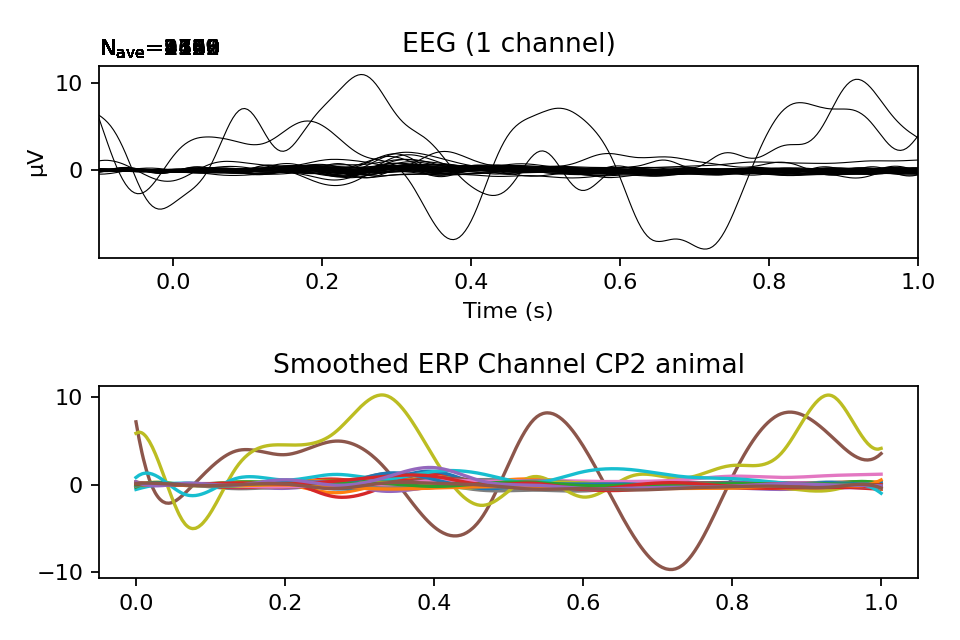 N_ave=
EEG (1 channel)
10
0
µV
0.0 0.2 0.4 0.6 0.8 1.0
Time (s)
Smoothed ERP Channel CP2 animal
10
0
−10
0.0 0.2 0.4 0.6 0.8 1.0